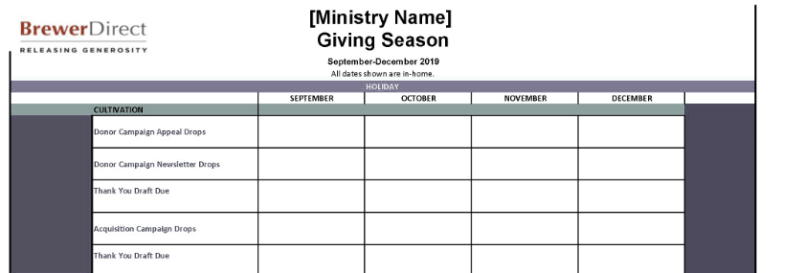 BrewerDirect
RELEASING GENEROSITY
[Ministry Name]
Giving Season
September-December 2019
All dates shown are in-home.
HOLIDAY
SEPTEMBER OCTOBER NOVEMBER DECEMBER
CULTIVATION
Donor Campaign Appeal Drops
Donor Campaign Newsletter Drops
Thank You Draft Due
Acquisition Campaign Drops
Thank You Draft Due